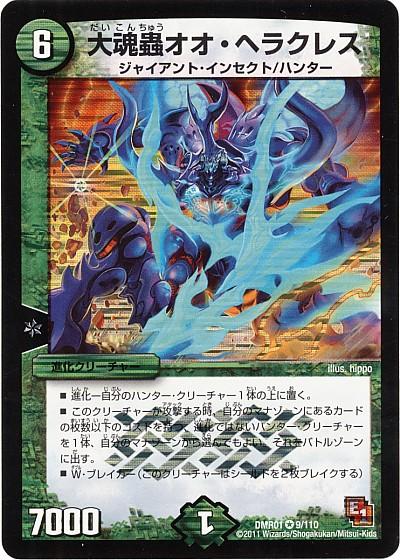 6
だい こんちゅう
大魂蟲オオ・ヘラクレス
ジャイアント・インセクト/ハンター
進化クリーチャー
illus. hippo
■ 進化－自分のハンター・クリーチャー1体の上に置く。
■ このクリーチャーが攻撃する時、自分のマナゾーンにあるカード
の枚数以下のコストを持つ、進化ではないハンター・クリーチャー
を1体、自分のマナゾーンから選んでもよい。それをバトルゾーン
に出す。
■ W・ブレイカー(このクリーチャーはシールドを2枚ブレイクする)
7000
1
DMR01 9/110
©2011 Wizards/Shogakukan/Mitsui-Kids
E1